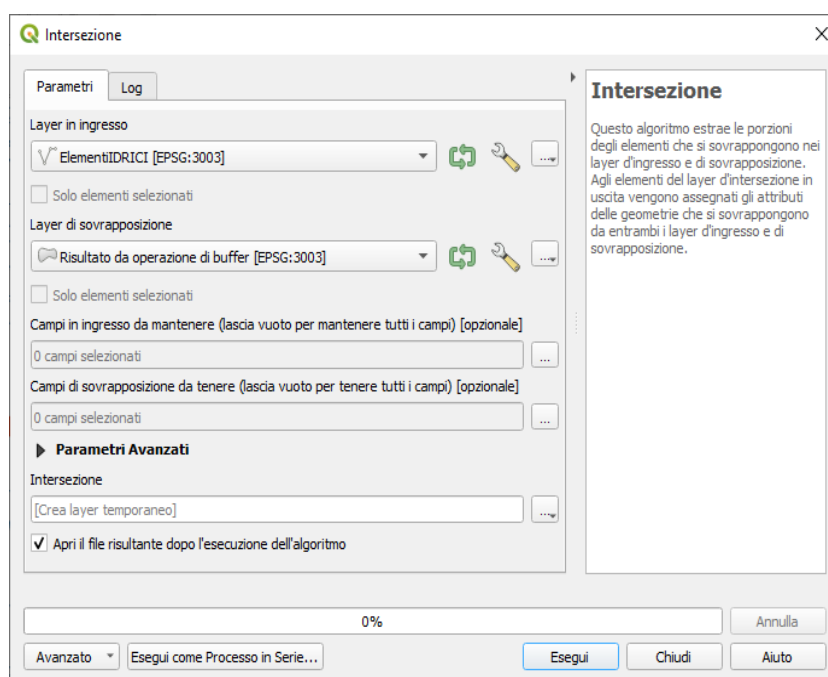 Intersezione
Parametri
Log
Layer in ingresso
ElementiIDRICI [EPSG:3003]
...
Solo elementi selezionati
Layer di sovrapposizione
Risultato da operazione di buffer [EPSG:3003]
...
Solo elementi selezionati
Campi in ingresso da mantenere (lascia vuoto per mantenere tutti i campi) [opzionale]
0 campi selezionati
...
Campi di sovrapposizione da tenere (lascia vuoto per tenere tutti i campi) [opzionale]
0 campi selezionati
...
Parametri Avanzati
Intersezione
[Crea layer temporaneo]
...
Apri il file risultante dopo l'esecuzione dell'algoritmo
Intersezione
Questo algoritmo estrae le porzioni
degli elementi che si sovrappongono nei
layer d'ingresso e di sovrapposizione.
Agli elementi del layer d'intersezione in
uscita vengono assegnati gli attributi
delle geometrie che si sovrappongono
da entrambi i layer d'ingresso e di
sovrapposizione.
0%
Annulla
Avanzato
Esegui come Processo in Serie...
Esegui
Chiudi
Aiuto